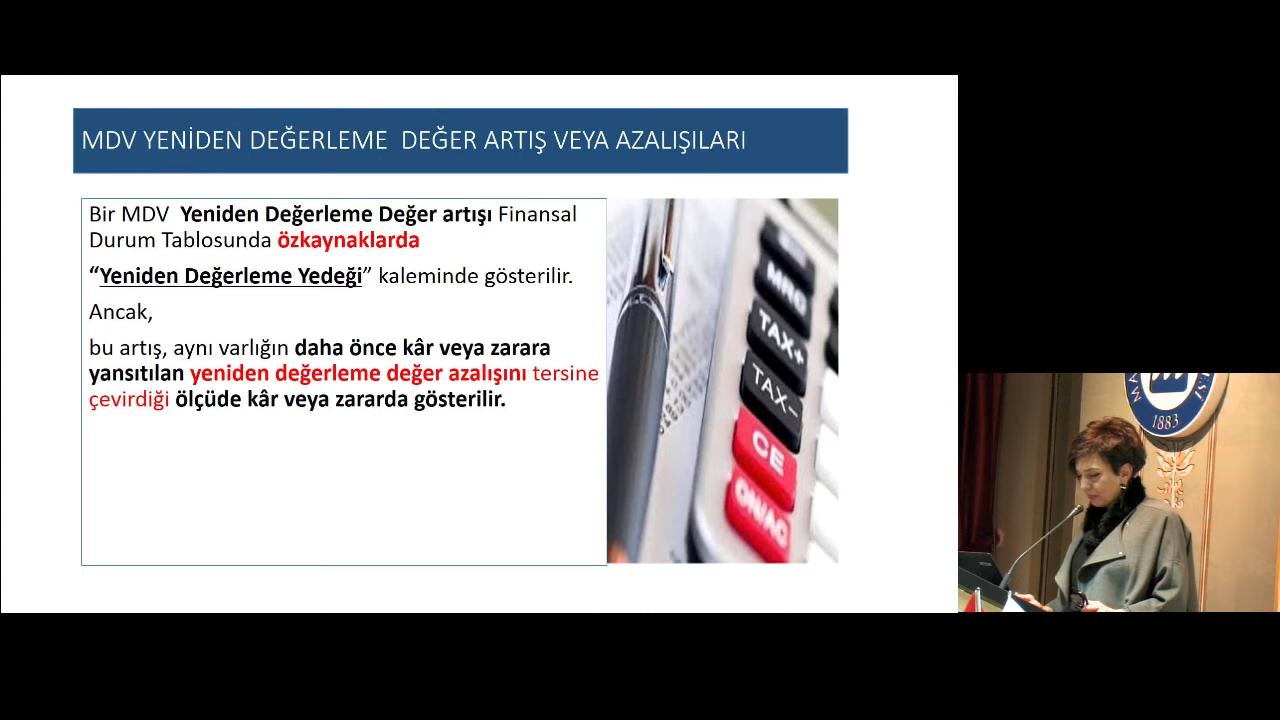 MDV YENİDEN DEĞERLEME  DEĞER ARTIŞ VEYA AZALIŞILARI
Bir MDV  Yeniden Değerleme Değer artışı Finansal
Durum Tablosunda özkaynaklarda
“Yeniden Değerleme Yedeği” kaleminde gösterilir.
Ancak,
bu artış, aynı varlığın daha önce kâr veya zarara
yansıtılan yeniden değerleme değer azalışını tersine
çevirdiği ölçüde kâr veya zararda gösterilir.
MRG
TAX+
TAX−
CE
ON/AC
1883